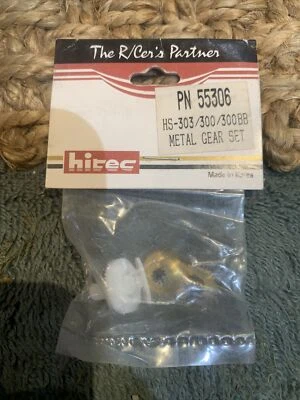 The R/Cer's Partner
PN 55306
HS-303/300/300BB
METAL GEAR SET
hitec
Made in Korea